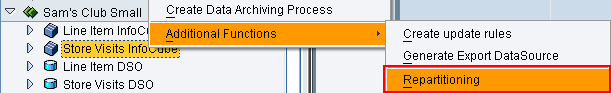 Sam's Club Small
Line Item InfoCube
Store Visits InfoCube
Line Item DSO
Store Visits DSO
Create Data Archiving Process
Additional Functions
Create update rules
Generate Export DataSource
Repartitioning